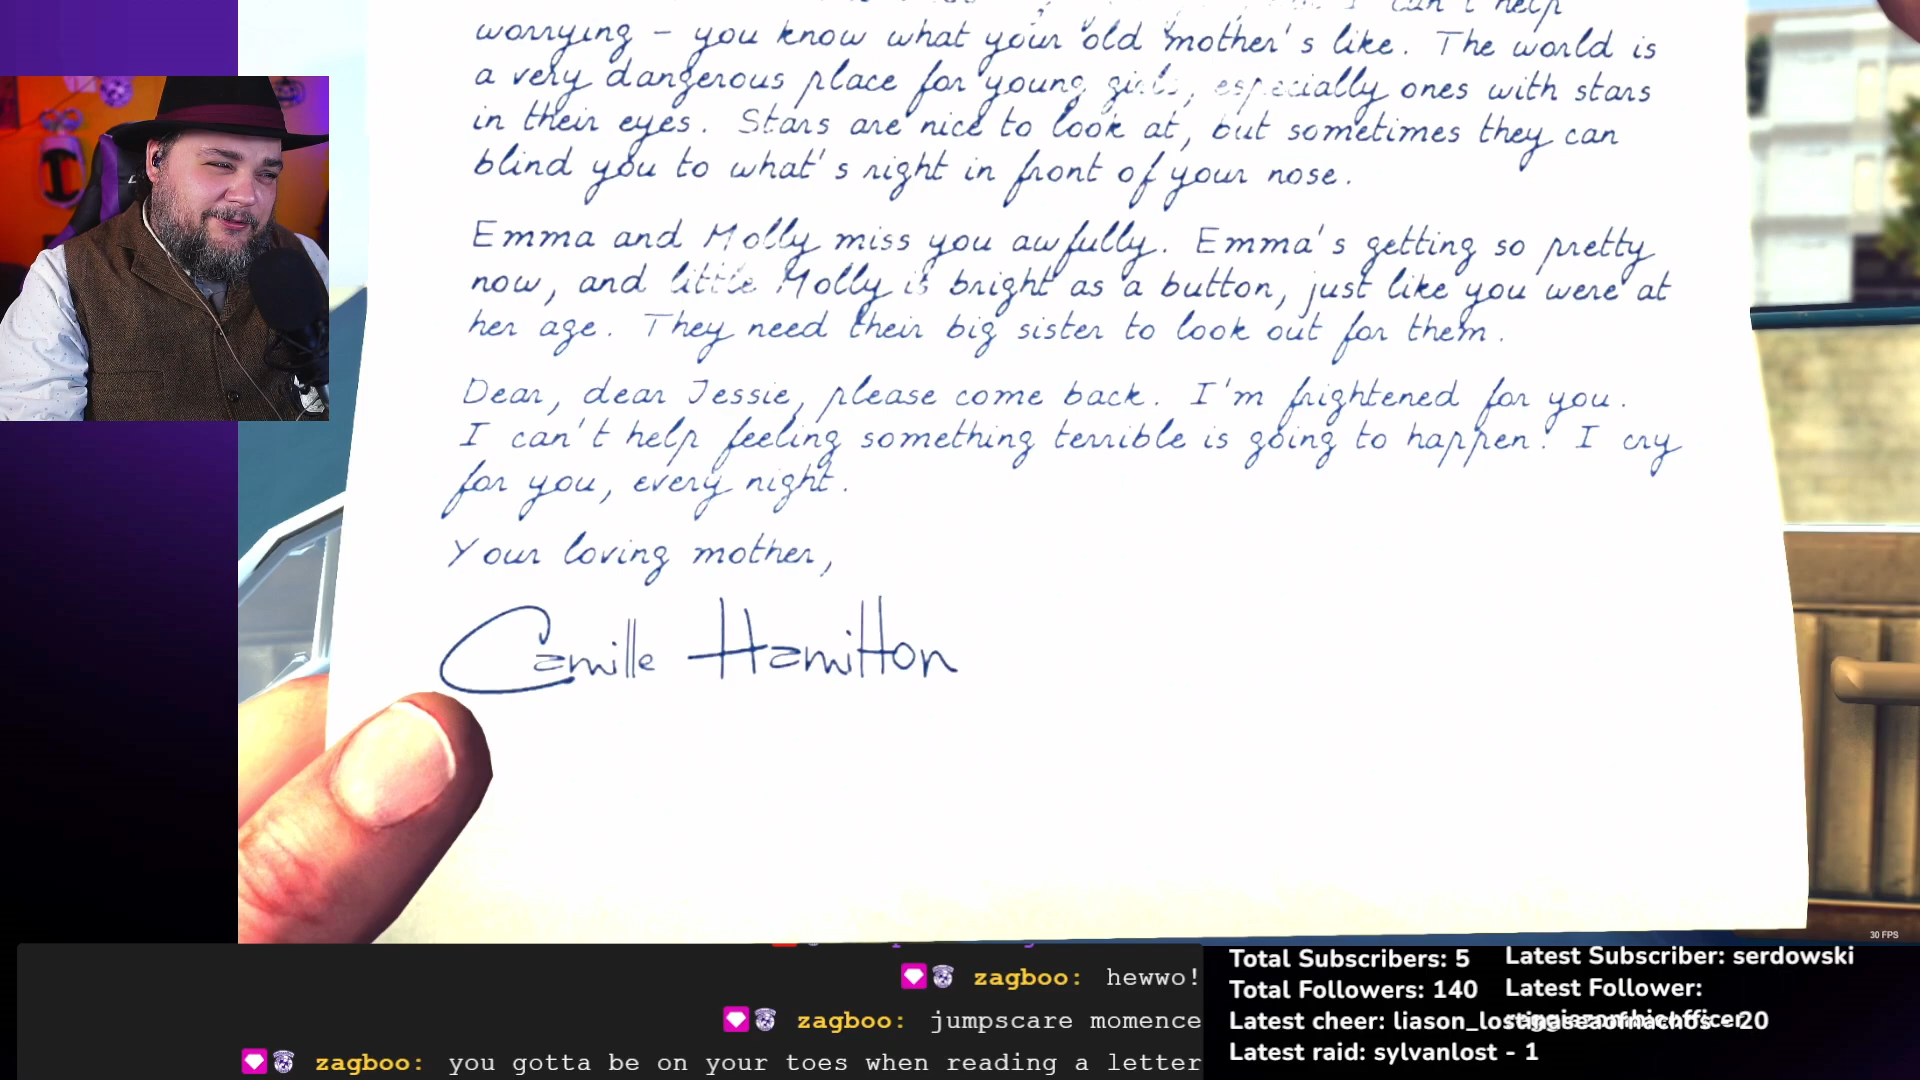 I can't help
worrying – you know what your old mother's like. The world is
a very dangerous place for young girls, especially ones with stars
in their eyes. Stars are nice to look at, but sometimes they can
blind you to what's right in front of your nose.
Emma and Molly miss you awfully. Emma's getting so pretty
now, and little Molly is bright as a button, just like you were at
her age. They need their big sister to look out for them.
Dear, dear Jessie, please come back. I'm frightened for you.
I can't help feeling something terrible is going to happen. I cry
for you, every night.
Your loving mother,
Camille Hamilton
30 FPS
zagboo: hewwo!
zagboo: jumpscare momence
zagboo: you gotta be on your toes when reading a letter
Total Subscribers: 5
Total Followers: 140
Latest cheer: liason_lost - 20
Latest raid: sylvanlost - 1
Latest Subscriber: serdowski
Latest Follower: